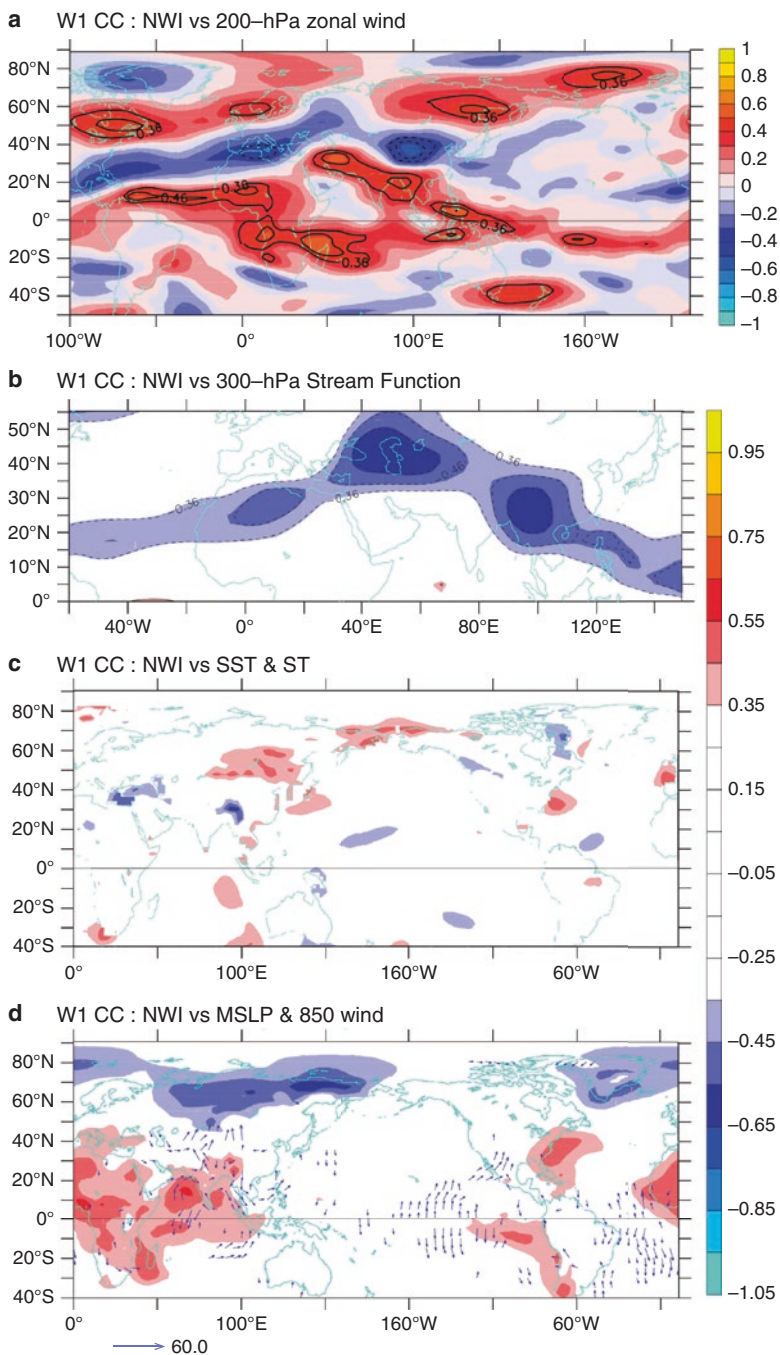 a W1 CC : NWI vs 200–hPa zonal wind
80°N
60°N
40°N
20°N
0°
20°S
40°S
0.36
0.36
0.36
0.36
0.38
0.46
0.36
0.36
100°W 0° 100°E 160°W
1
0.8
0.6
0.4
0.2
0
−0.2
−0.4
−0.6
−0.8
−1
b W1 CC : NWI vs 300–hPa Stream Function
50°N
40°N
30°N
20°N
10°N
0°
0.36
0.36
0.46
0.36
40°W 0° 40°E 80°E 120°E
c W1 CC : NWI vs SST & ST
80°N
60°N
40°N
20°N
0°
20°S
40°S
0° 100°E 160°W 60°W
d W1 CC : NWI vs MSLP & 850 wind
80°N
60°N
40°N
20°N
0°
20°S
40°S
0° 100°E 160°W 60°W
60.0
0.95
0.75
0.55
0.35
0.15
−0.05
−0.25
−0.45
−0.65
−0.85
−1.05